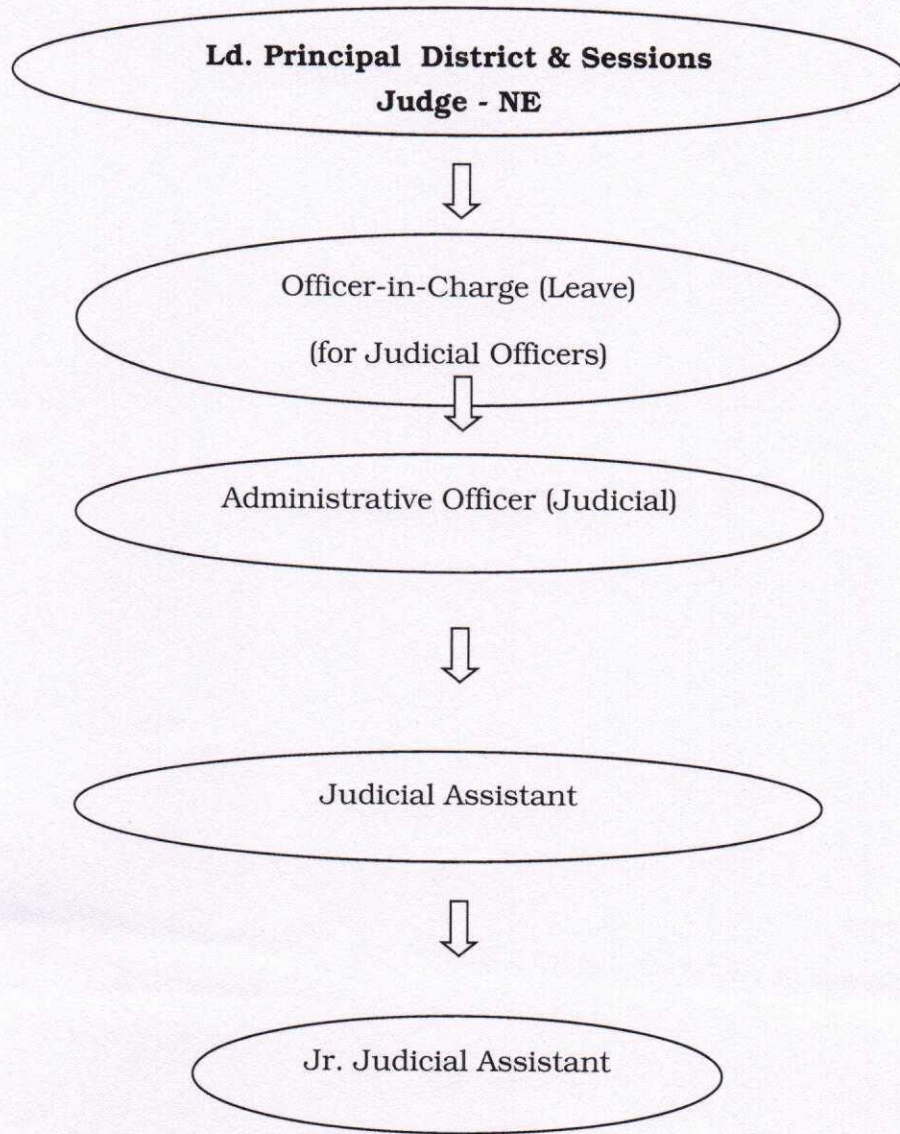 Ld. Principal District & Sessions
Judge - NE
Officer-in-Charge (Leave)
(for Judicial Officers)
Administrative Officer (Judicial)
Judicial Assistant
Jr. Judicial Assistant